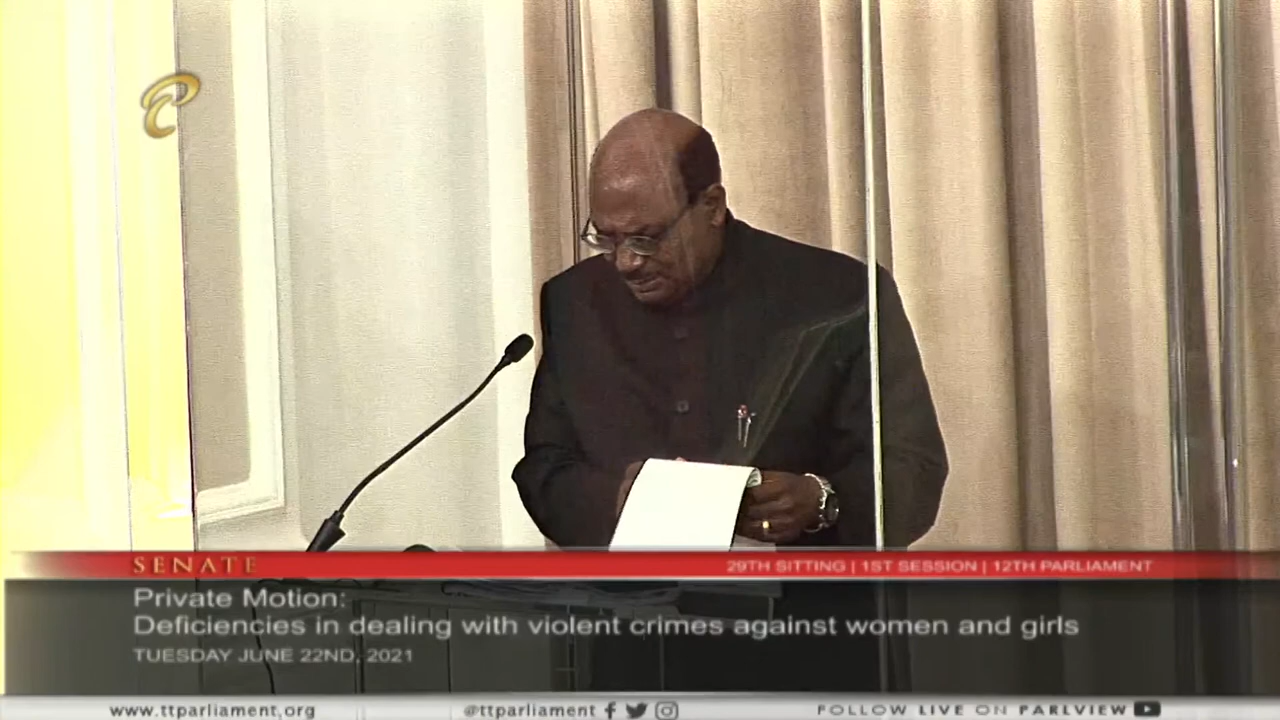 SENATE
29TH SITTING | 1ST SESSION | 12TH PARLIAMENT
Private Motion:
Deficiencies in dealing with violent crimes against women and girls
TUESDAY JUNE 22ND, 2021
www.ttparliament.org
@ttparliament
FOLLOW LIVE ON PARLVIEW